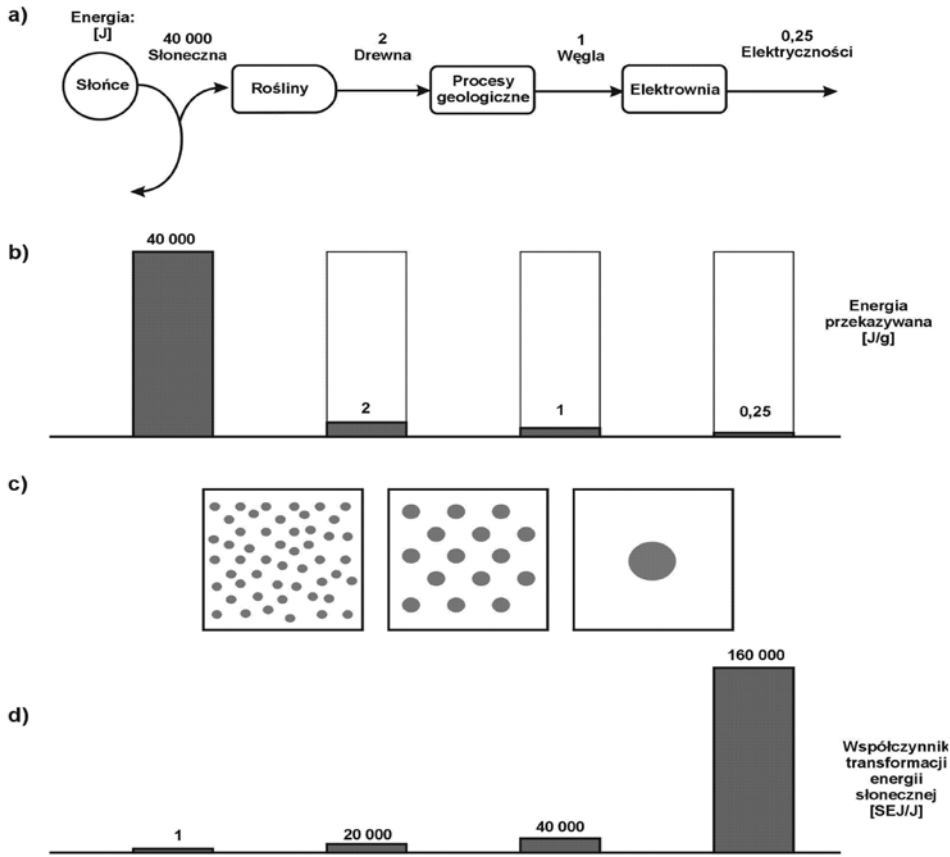 a)
Energia:
[J]
40 000
Słoneczna
2
Drewna
1
Węgla
0,25
Elektryczności
Słońce
Rośliny
Procesy
geologiczne
Elektrownia
b)
40 000
2
1
0,25
Energia
przekazywana
[J/g]
c)
d)
1
20 000
40 000
160 000
Współczynnik
transformacji
energii
słonecznej
[SEJ/J]